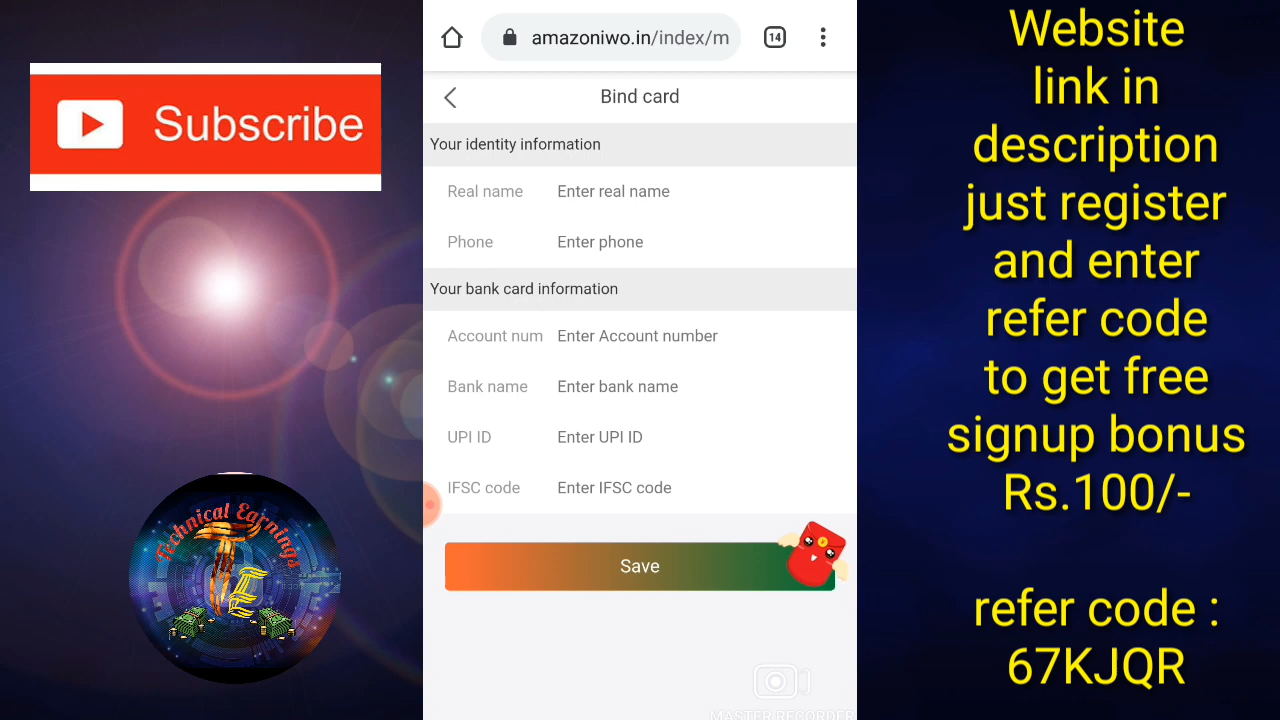 Subscribe
Technical Earnings
TE
14
amazoniwo.in/index/m
Bind card
Your identity information
Real name Enter real name
Phone Enter phone
Your bank card information
Account num Enter Account number
Bank name Enter bank name
UPI ID Enter UPI ID
IFSC code Enter IFSC code
Save
MASTER RECORDER
Website
link in
description
just register
and enter
refer code
to get free
signup bonus
Rs.100/-
refer code :
67KJQR